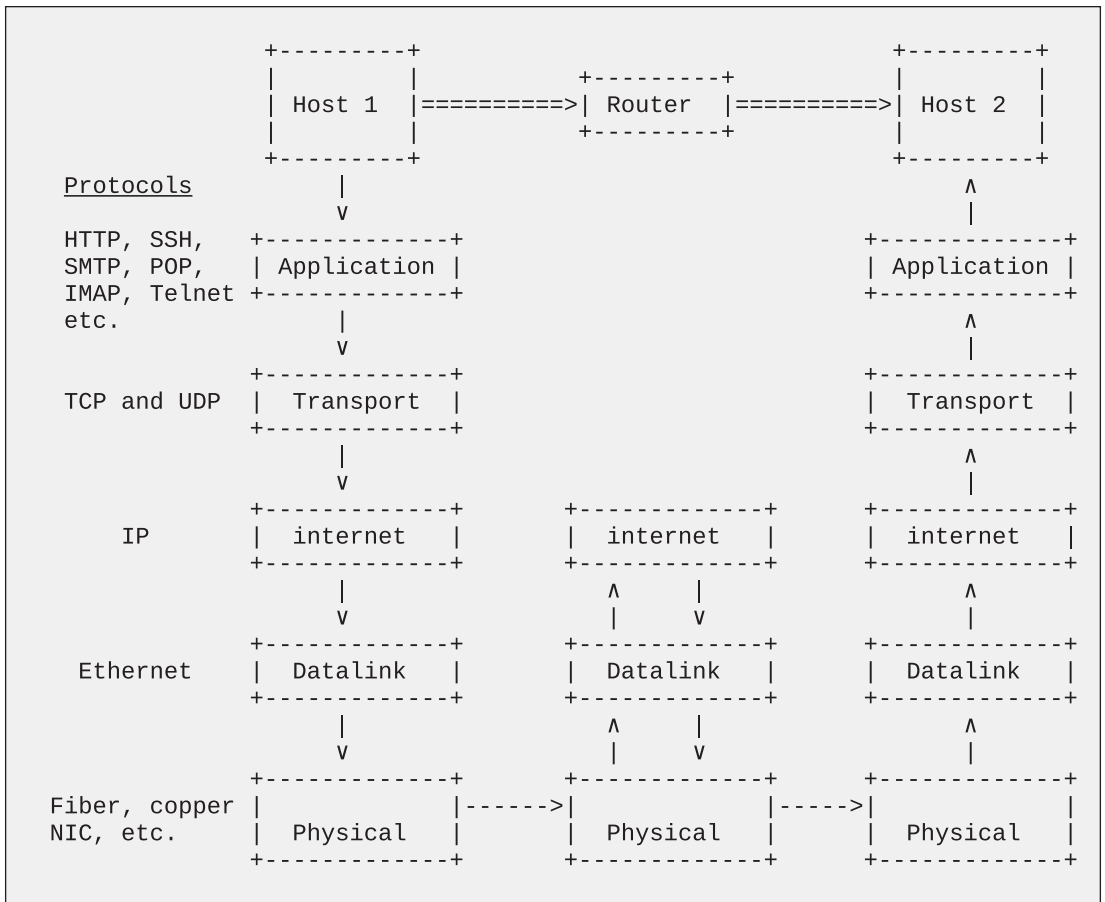 +---------+                                 +---------+
|         |           +---------+           |         |
| Host 1  |==========>| Router  |==========>| Host 2  |
|         |           +---------+           |         |
+---------+                                 +---------+
Protocols          |                                           ∧
∨                                           |
HTTP, SSH,   +-------------+                            +-------------+
SMTP, POP,   | Application |                            | Application |
IMAP, Telnet +-------------+                            +-------------+
etc.               |                                           ∧
∨                                           |
+-------------+                            +-------------+
TCP and UDP  |  Transport  |                            |  Transport  |
+-------------+                            +-------------+
|                                           ∧
∨                                           |
+-------------+       +-------------+      +-------------+
IP       |  internet   |       |  internet   |      |  internet   |
+-------------+       +-------------+      +-------------+
|                  ∧     |                  ∧
∨                  |     ∨                  |
+-------------+       +-------------+      +-------------+
Ethernet    |  Datalink   |       |  Datalink   |      |  Datalink   |
+-------------+       +-------------+      +-------------+
|                  ∧     |                  ∧
∨                  |     ∨                  |
+-------------+       +-------------+      +-------------+
Fiber, copper |             |------>|             |----->|             |
NIC, etc.     |  Physical   |       |  Physical   |      |  Physical   |
+-------------+       +-------------+      +-------------+